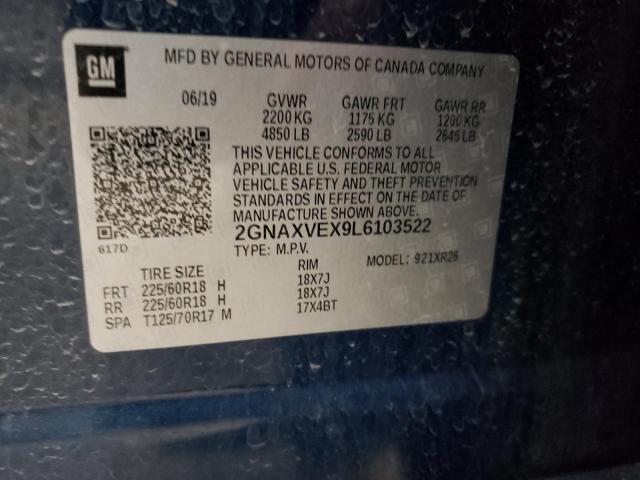 GM
MFD BY GENERAL MOTORS OF CANADA COMPANY
06/19 GVWR GAWR FRT GAWR RR
2200 KG 1175 KG 1200 KG
4850 LB 2590 LB 2645 LB
THIS VEHICLE CONFORMS TO ALL
APPLICABLE U.S. FEDERAL MOTOR
VEHICLE SAFETY AND THEFT PREVENTION
STANDARDS IN EFFECT ON THE DATE OF
MANUFACTURE SHOWN ABOVE.
617D 2GNAXVEX9L6103522
TYPE: M.P.V. MODEL: 921XR26
TIRE SIZE RIM
FRT 225/60R18 H 18X7J
RR 225/60R18 H 18X7J
SPA T125/70R17 M 17X4BT